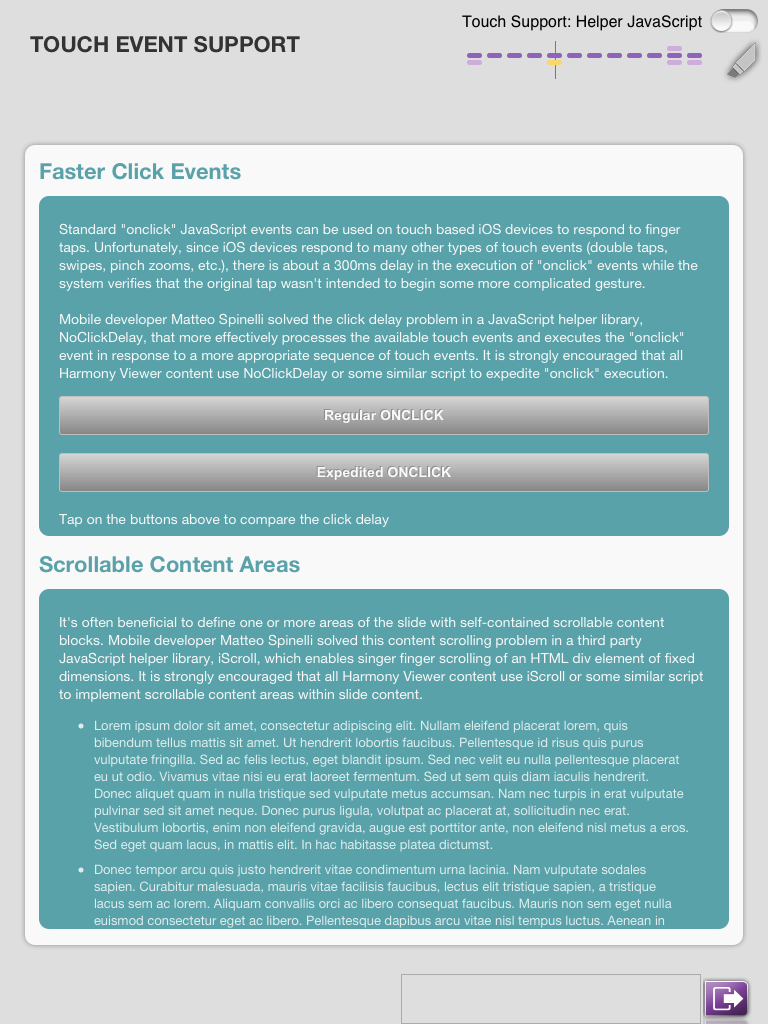 Touch Support: Helper JavaScript
TOUCH EVENT SUPPORT
Faster Click Events
Standard "onclick" JavaScript events can be used on touch based iOS devices to respond to finger
taps. Unfortunately, since iOS devices respond to many other types of touch events (double taps,
swipes, pinch zooms, etc.), there is about a 300ms delay in the execution of "onclick" events while the
system verifies that the original tap wasn't intended to begin some more complicated gesture.
Mobile developer Matteo Spinelli solved the click delay problem in a JavaScript helper library,
NoClickDelay, that more effectively processes the available touch events and executes the "onclick"
event in response to a more appropriate sequence of touch events. It is strongly encouraged that all
Harmony Viewer content use NoClickDelay or some similar script to expedite "onclick" execution.
Regular ONCLICK
Expedited ONCLICK
Tap on the buttons above to compare the click delay
Scrollable Content Areas
It's often beneficial to define one or more areas of the slide with self-contained scrollable content
blocks. Mobile developer Matteo Spinelli solved this content scrolling problem in a third party
JavaScript helper library, iScroll, which enables singer finger scrolling of an HTML div element of fixed
dimensions. It is strongly encouraged that all Harmony Viewer content use iScroll or some similar script
to implement scrollable content areas within slide content.
• Lorem ipsum dolor sit amet, consectetur adipiscing elit. Nullam eleifend placerat lorem, quis
bibendum tellus mattis sit amet. Ut hendrerit lobortis faucibus. Pellentesque id risus quis purus
vulputate fringilla. Sed ac felis lectus, eget blandit ipsum. Sed nec velit eu nulla pellentesque placerat
eu ut odio. Vivamus vitae nisi eu erat laoreet fermentum. Sed ut sem quis diam iaculis hendrerit.
Donec aliquet quam in nulla tristique sed vulputate metus accumsan. Nam nec turpis in erat vulputate
pulvinar sed sit amet neque. Donec purus ligula, volutpat ac placerat at, sollicitudin nec erat.
Vestibulum lobortis, enim non eleifend gravida, augue est porttitor ante, non eleifend nisl metus a eros.
Sed eget quam lacus, in mattis elit. In hac habitasse platea dictumst.
• Donec tempor arcu quis justo hendrerit vitae condimentum urna lacinia. Nam vulputate sodales
sapien. Curabitur malesuada, mauris vitae facilisis faucibus, lectus elit tristique sapien, a tristique
lacus sem ac lorem. Aliquam convallis orci ac libero consequat faucibus. Mauris non sem eget nulla
euismod consectetur eget ac libero. Pellentesque dapibus arcu vitae nisl tempus luctus. Aenean in